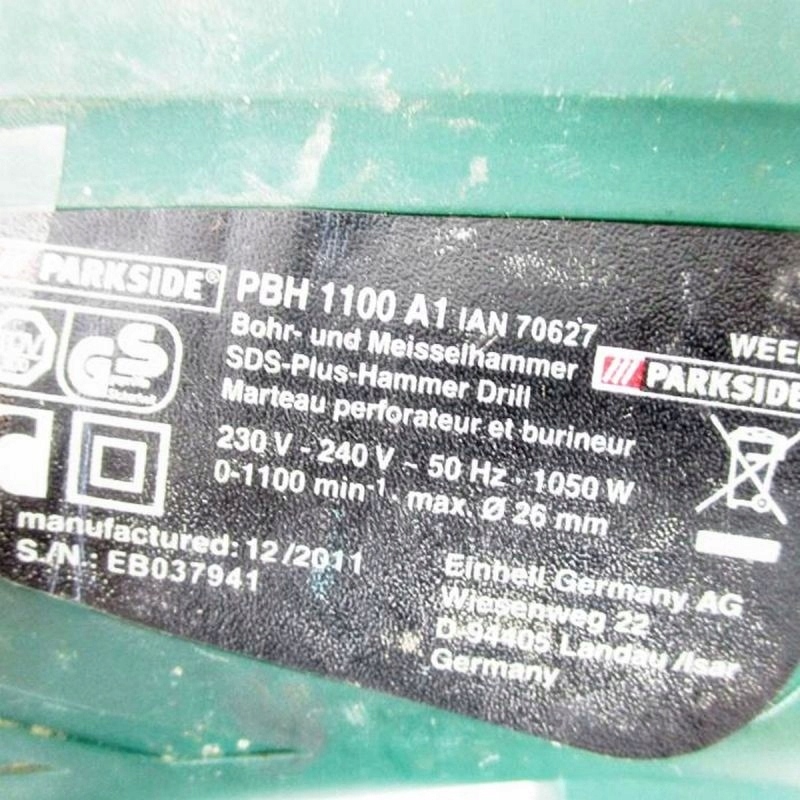 PARKSIDE®
PBH 1100 A1 IAN 70627
Bohr- und Meisselhammer
SDS-Plus-Hammer Drill
Marteau perforateur et burineur
230 V - 240 V ~ 50 Hz · 1050 W
0-1100 min-1 · max. Ø 26 mm
manufactured: 12/2011
S./N.: EB037941
WEEE
PARKSIDE
GS
Einhell Germany AG
Wiesenweg 22
D-94405 Landau /Isar
Germany